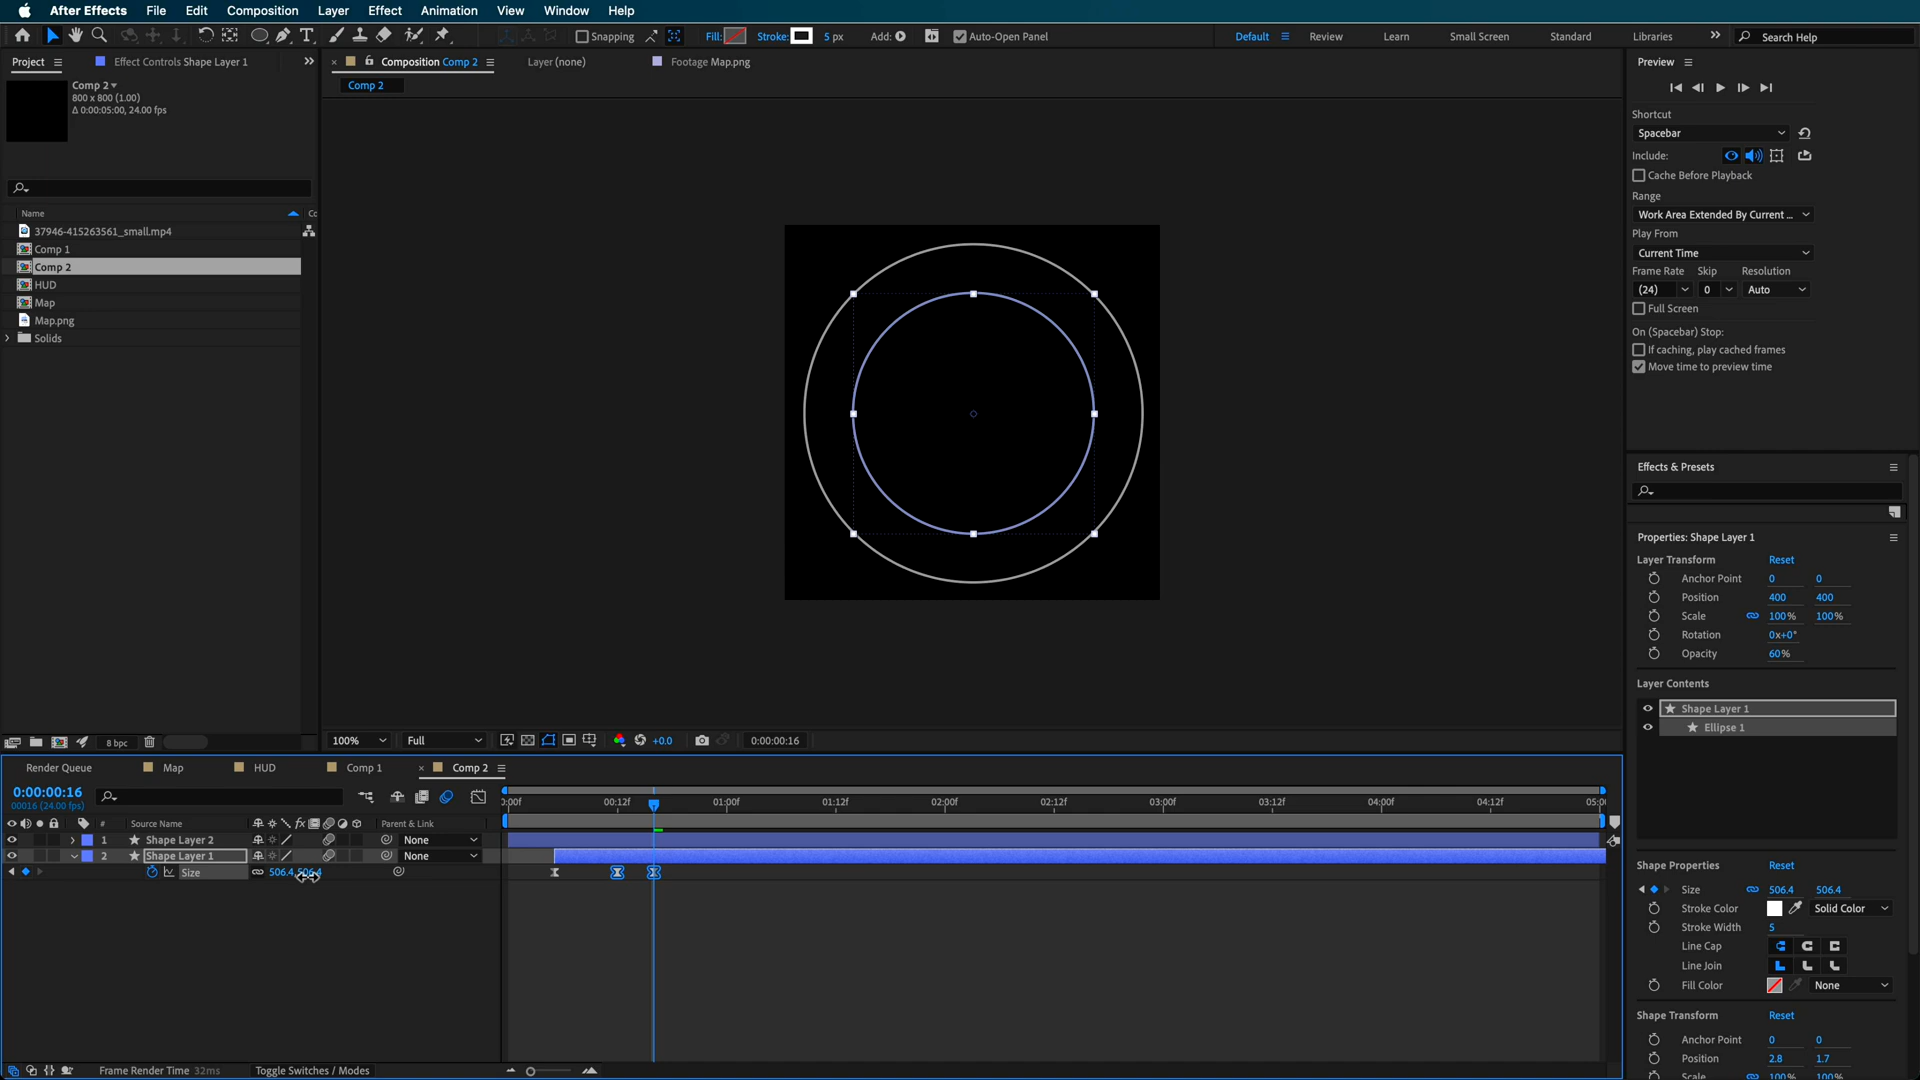 After Effects File Edit Composition Layer Effect Animation View Window Help
Snapping Fill: Stroke: 5 px Add: Auto-Open Panel Default Review Learn Small Screen Standard Libraries Search Help
Project Effect Controls Shape Layer 1
Composition Comp 2 Layer (none) Footage Map.png
Comp 2
Comp 2
800 x 800 (1.00)
Δ 0:00:05:00, 24.00 fps
Name Co
37946-415263561_small.mp4
Comp 1
Comp 2
HUD
Map
Map.png
Solids
8 bpc
100% Full +0.0 0:00:00:16
Preview
Shortcut
Spacebar
Include:
Cache Before Playback
Range
Work Area Extended By Current ...
Play From
Current Time
Frame Rate Skip Resolution
(24) 0 Auto
Full Screen
On (Spacebar) Stop:
If caching, play cached frames
Move time to preview time
Effects & Presets
Properties: Shape Layer 1
Layer Transform Reset
Anchor Point 0 0
Position 400 400
Scale 100% 100%
Rotation 0x+0°
Opacity 60%
Layer Contents
Shape Layer 1
Ellipse 1
Shape Properties Reset
Size 506.4 506.4
Stroke Color Solid Color
Stroke Width 5
Line Cap
Line Join
Fill Color None
Shape Transform Reset
Anchor Point 0 0
Position 2.8 1.7
Scale 100% 100%
Render Queue Map HUD Comp 1 Comp 2
0:00:00:16
00016 (24.00 fps)
:00f 00:12f 01:00f 01:12f 02:00f 02:12f 03:00f 03:12f 04:00f 04:12f 05:0
# Source Name fx Parent & Link
1 Shape Layer 2 None
2 Shape Layer 1 None
Size 506.4,506.4
Frame Render Time 32ms Toggle Switches / Modes